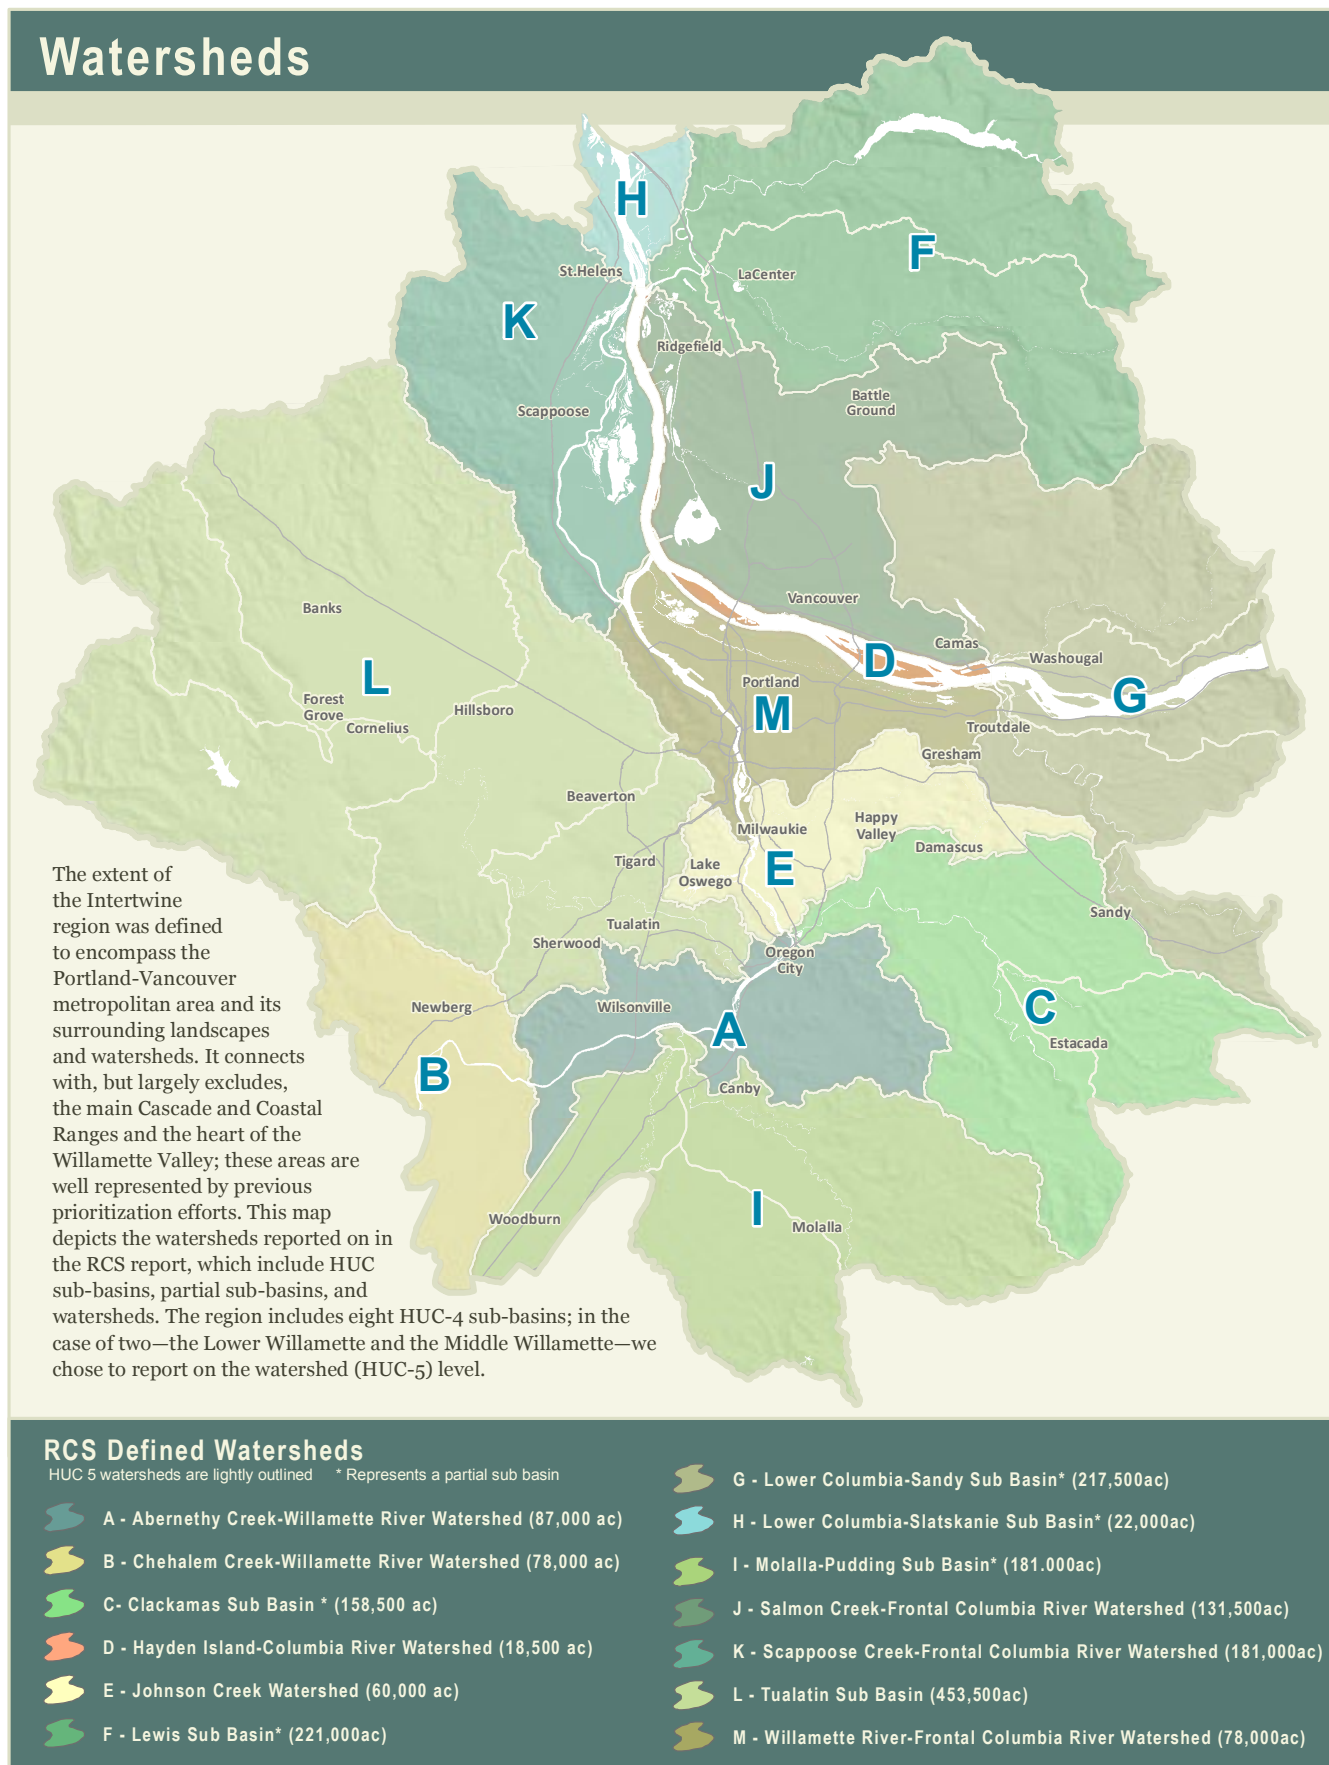 Watersheds
H
F
St.Helens
LaCenter
K
Ridgefield
Battle
Ground
Scappoose
J
Banks
Vancouver
Camas
D
Washougal
L
G
Portland
Forest
Grove
Hillsboro
M
Cornelius
Troutdale
Gresham
Beaverton
Milwaukie
Happy
Valley
Damascus
Tigard
Lake
Oswego
E
Sandy
Tualatin
Sherwood
Oregon
City
Newberg
Wilsonville
C
A
Estacada
B
Canby
I
Woodburn
Molalla
The extent of
the Intertwine
region was defined
to encompass the
Portland-Vancouver
metropolitan area and its
surrounding landscapes
and watersheds. It connects
with, but largely excludes,
the main Cascade and Coastal
Ranges and the heart of the
Willamette Valley; these areas are
well represented by previous
prioritization efforts. This map
depicts the watersheds reported on in
the RCS report, which include HUC
sub-basins, partial sub-basins, and
watersheds. The region includes eight HUC-4 sub-basins; in the
case of two—the Lower Willamette and the Middle Willamette—we
chose to report on the watershed (HUC-5) level.
RCS Defined Watersheds
HUC 5 watersheds are lightly outlined * Represents a partial sub basin
A - Abernethy Creek-Willamette River Watershed (87,000 ac)
B - Chehalem Creek-Willamette River Watershed (78,000 ac)
C- Clackamas Sub Basin * (158,500 ac)
D - Hayden Island-Columbia River Watershed (18,500 ac)
E - Johnson Creek Watershed (60,000 ac)
F - Lewis Sub Basin* (221,000ac)
G - Lower Columbia-Sandy Sub Basin* (217,500ac)
H - Lower Columbia-Slatskanie Sub Basin* (22,000ac)
I - Molalla-Pudding Sub Basin* (181.000ac)
J - Salmon Creek-Frontal Columbia River Watershed (131,500ac)
K - Scappoose Creek-Frontal Columbia River Watershed (181,000ac)
L - Tualatin Sub Basin (453,500ac)
M - Willamette River-Frontal Columbia River Watershed (78,000ac)